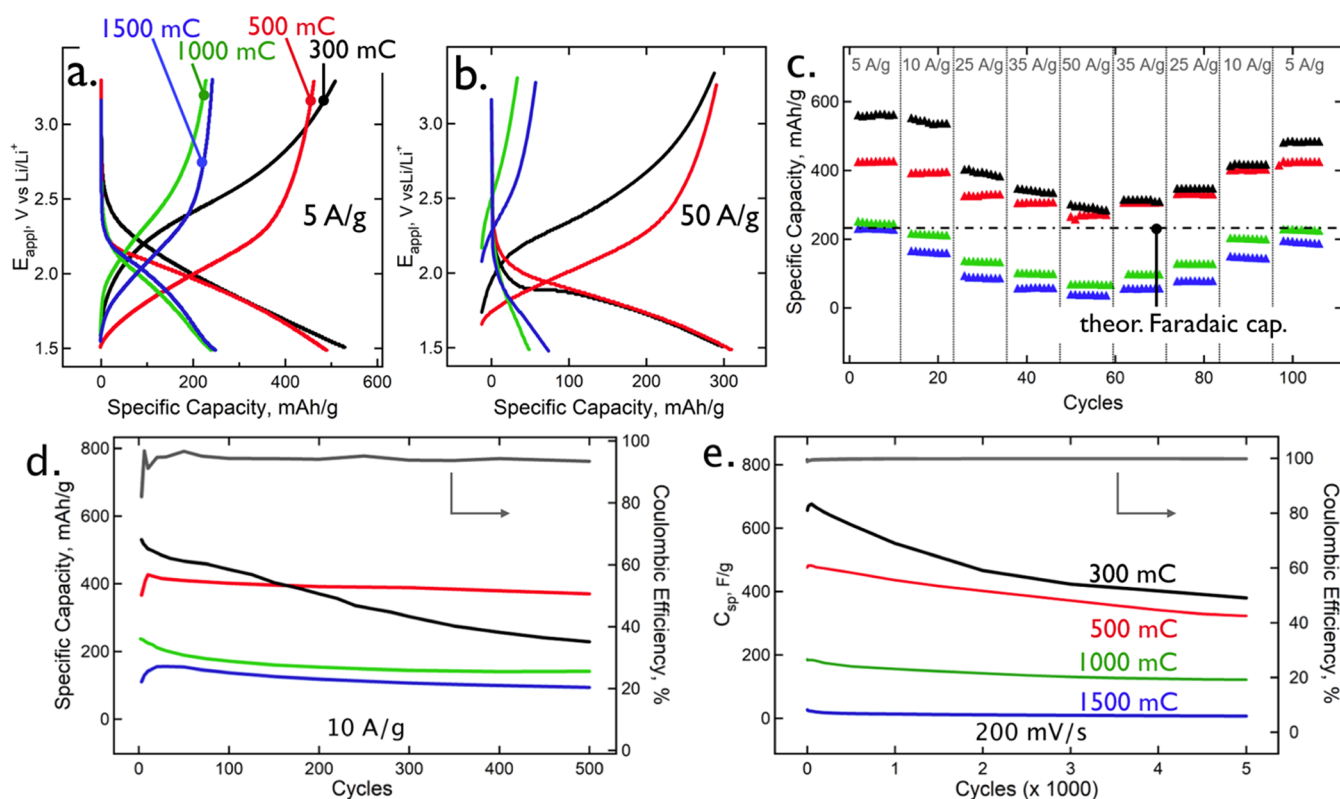 a.
1500 mC
1000 mC
500 mC
300 mC
E_appl, V vs Li/Li⁺
3.0
2.5
2.0
1.5
5 A/g
0
200
400
600
Specific Capacity, mAh/g
b.
E_appl, V vsLi/Li⁺
3.0
2.5
2.0
1.5
50 A/g
0
100
200
300
Specific Capacity, mAh/g
c.
5 A/g 10 A/g 25 A/g 35 A/g 50 A/g 35 A/g 25 A/g 10 A/g 5 A/g
Specific Capacity, mAh/g
600
400
200
0
theor. Faradaic cap.
0 20 40 60 80 100
Cycles
d.
Specific Capacity, mAh/g
800
600
400
200
0
100
80
60
40
20
0
Coulombic Efficiency, %
10 A/g
0 100 200 300 400 500
Cycles
e.
C_sp, F/g
800
600
400
200
0
100
80
60
40
20
0
Coulombic Efficiency, %
300 mC
500 mC
1000 mC
1500 mC
200 mV/s
0 1 2 3 4 5
Cycles (x 1000)